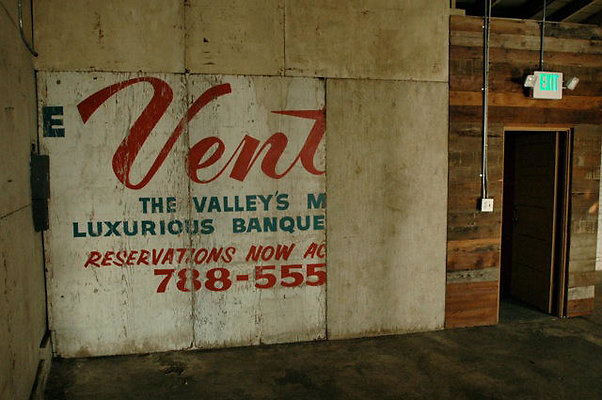 E Vent
THE VALLEY'S M
LUXURIOUS BANQUE
RESERVATIONS NOW AC
788-555
EXIT